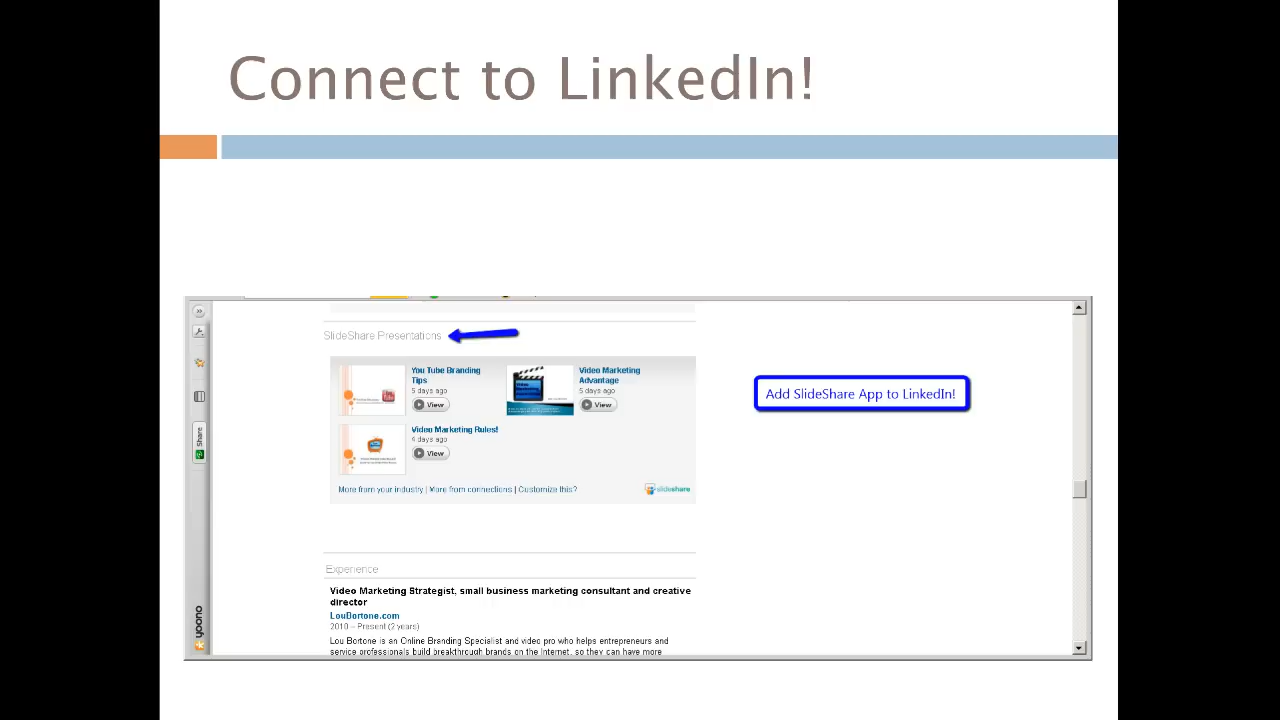 Connect to LinkedIn!
SlideShare Presentations
Add SlideShare App to LinkedIn!
You Tube Branding
Tips
5 days ago
View
Video Marketing
Advantage
5 days ago
View
Video Marketing Rules!
4 days ago
View
More from your industry | More from connections | Customize this?
slideshare
Share
yoono
Experience
Video Marketing Strategist, small business marketing consultant and creative
director
LouBortone.com
2010 – Present (2 years)
Lou Bortone is an Online Branding Specialist and video pro who helps entrepreneurs and
service professionals build breakthrough brands on the Internet, so they can have more